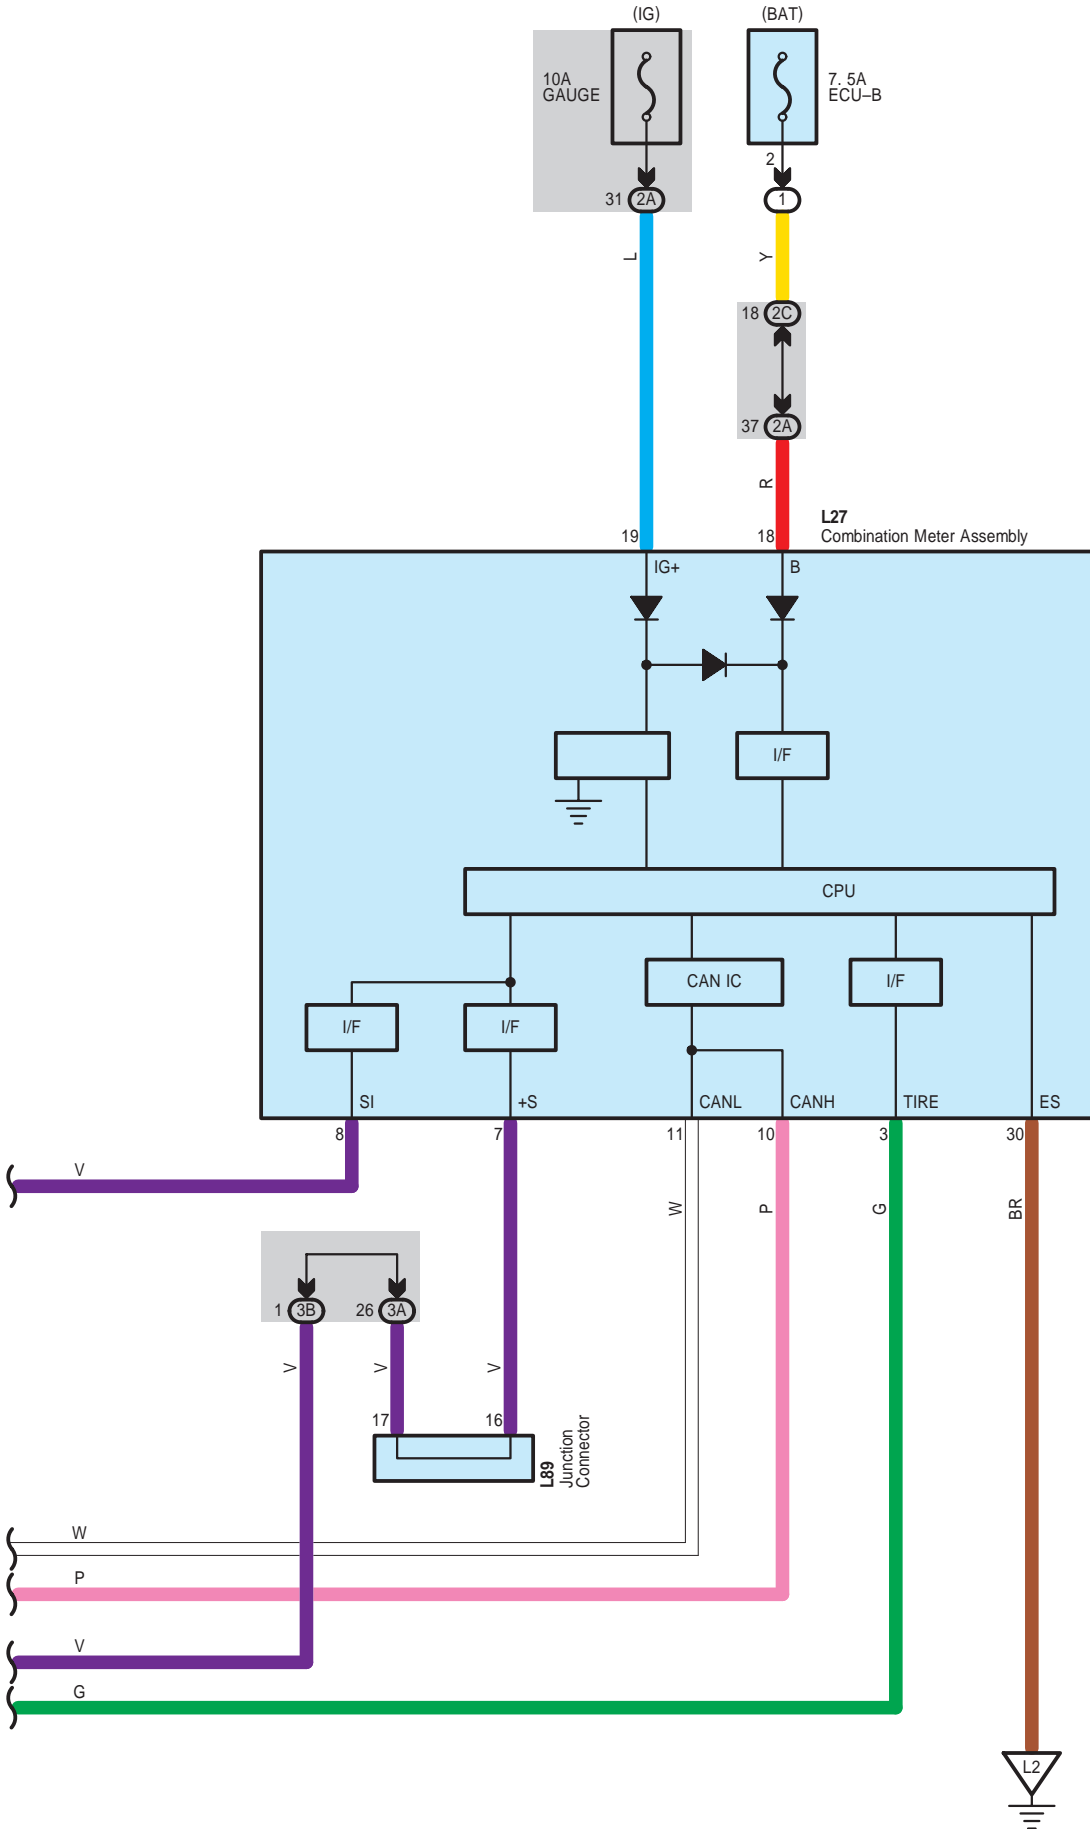 (IG)
(BAT)
10A
GAUGE
7. 5A
ECU–B
2
31
2A
1
L
Y
18
2C
37
2A
R
L27
Combination Meter Assembly
19
18
IG+
B
I/F
CPU
CAN IC
I/F
I/F
I/F
SI
+S
CANL
CANH
TIRE
ES
8
7
11
10
3
30
V
W
P
G
BR
1
3B
26
3A
V
V
V
17
16
L89
Junction
Connector
W
P
V
G
L2